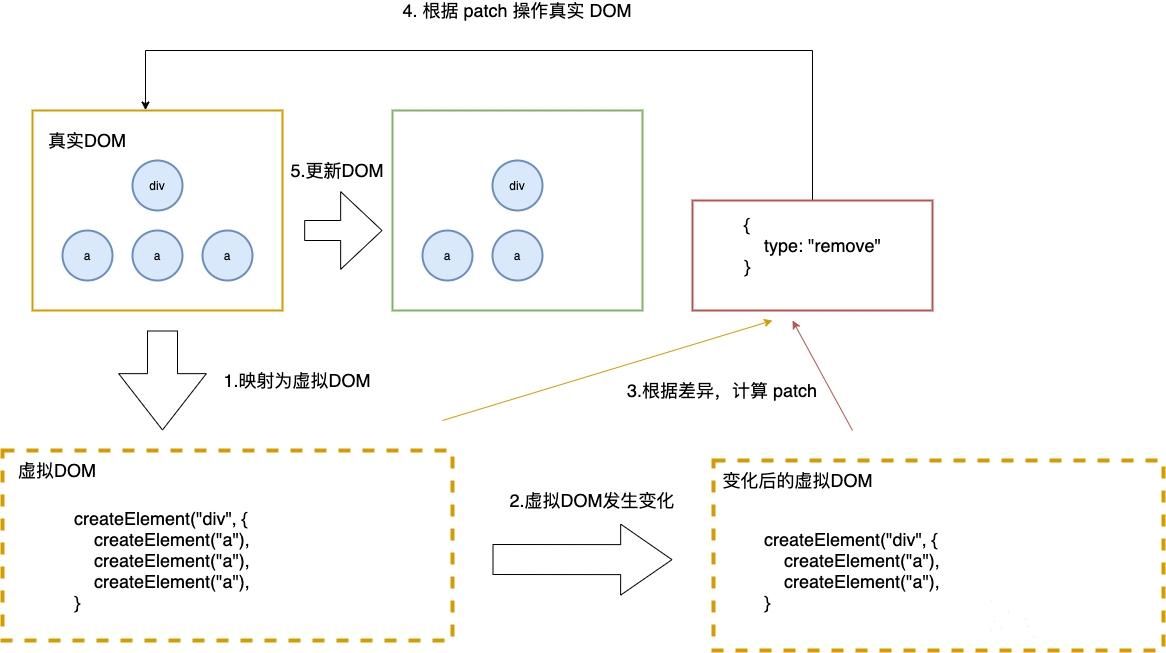 4. 根据 patch 操作真实 DOM
真实DOM
div
a
a
a
5.更新DOM
div
a
a
{
type: "remove"
}
1.映射为虚拟DOM
3.根据差异，计算 patch
虚拟DOM
createElement("div", {
createElement("a"),
createElement("a"),
createElement("a"),
}
2.虚拟DOM发生变化
变化后的虚拟DOM
createElement("div", {
createElement("a"),
createElement("a"),
}